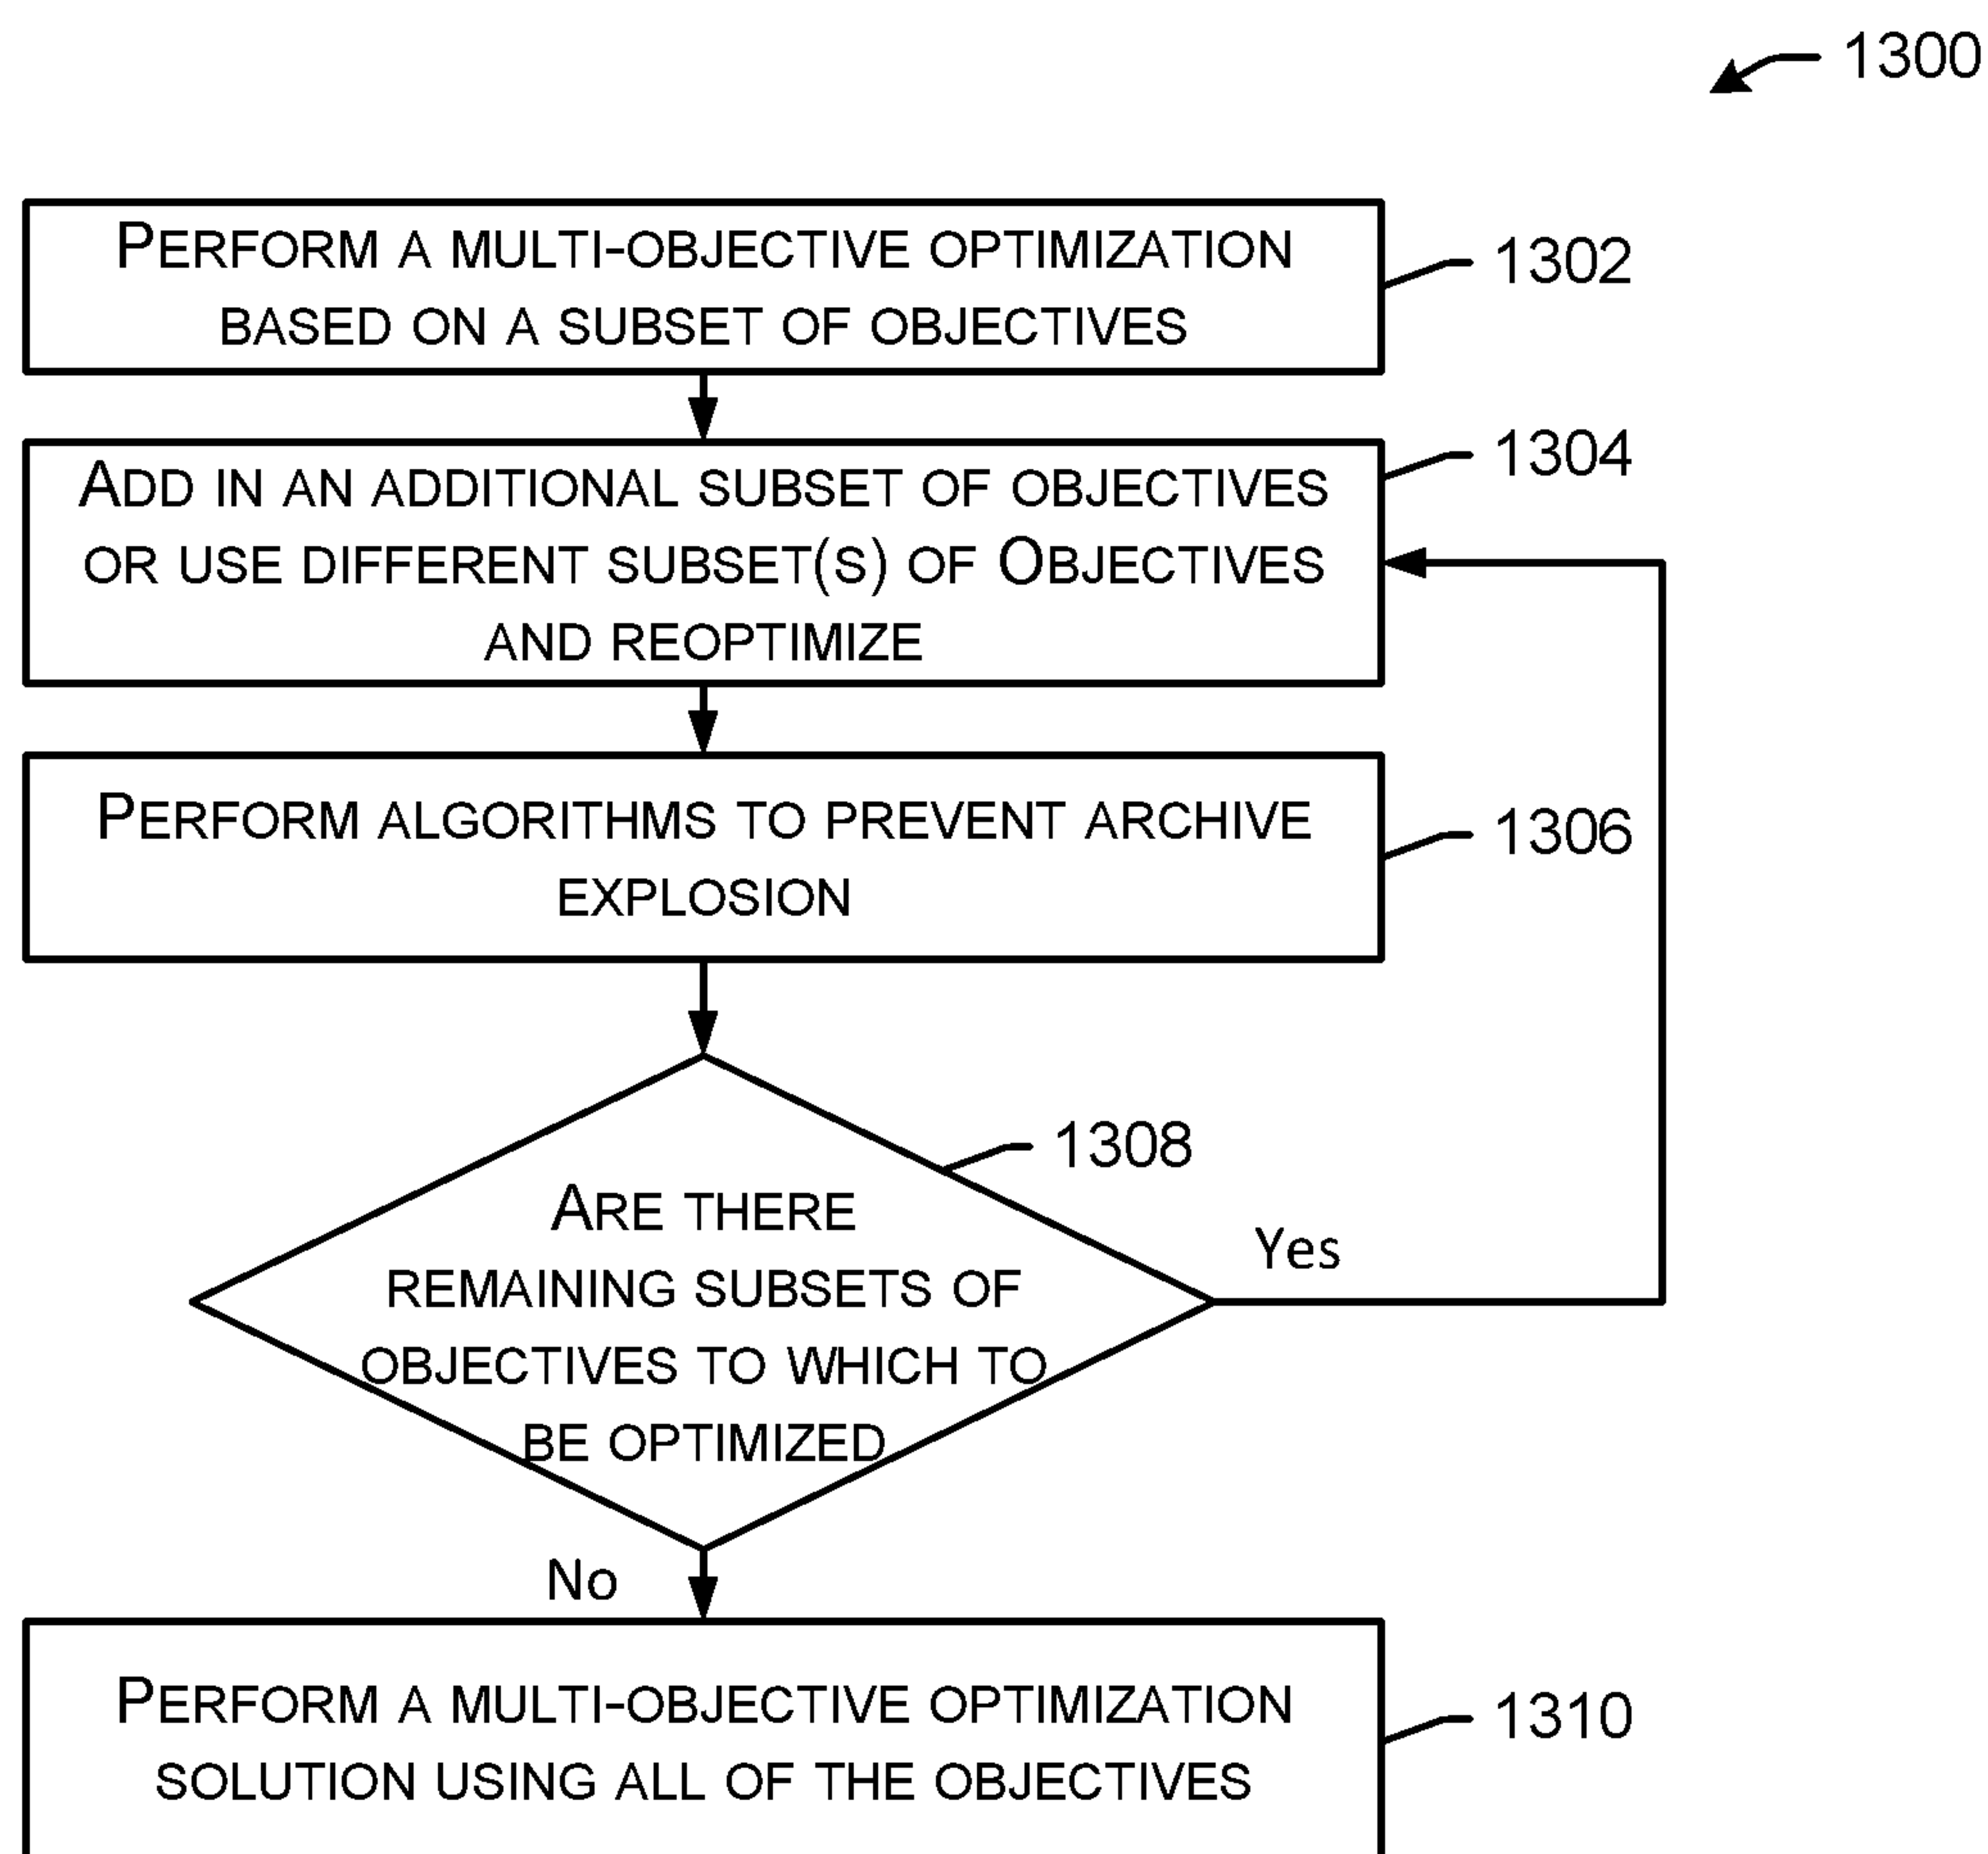 1300
PERFORM A MULTI-OBJECTIVE OPTIMIZATION
BASED ON A SUBSET OF OBJECTIVES
1302
ADD IN AN ADDITIONAL SUBSET OF OBJECTIVES
OR USE DIFFERENT SUBSET(S) OF OBJECTIVES
AND REOPTIMIZE
1304
PERFORM ALGORITHMS TO PREVENT ARCHIVE
EXPLOSION
1306
1308
ARE THERE
REMAINING SUBSETS OF
OBJECTIVES TO WHICH TO
BE OPTIMIZED
Yes
No
PERFORM A MULTI-OBJECTIVE OPTIMIZATION
SOLUTION USING ALL OF THE OBJECTIVES
1310